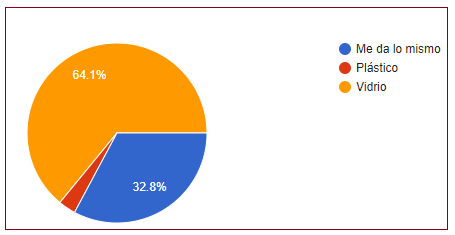 Me da lo mismo
Plástico
Vidrio
64.1%
32.8%